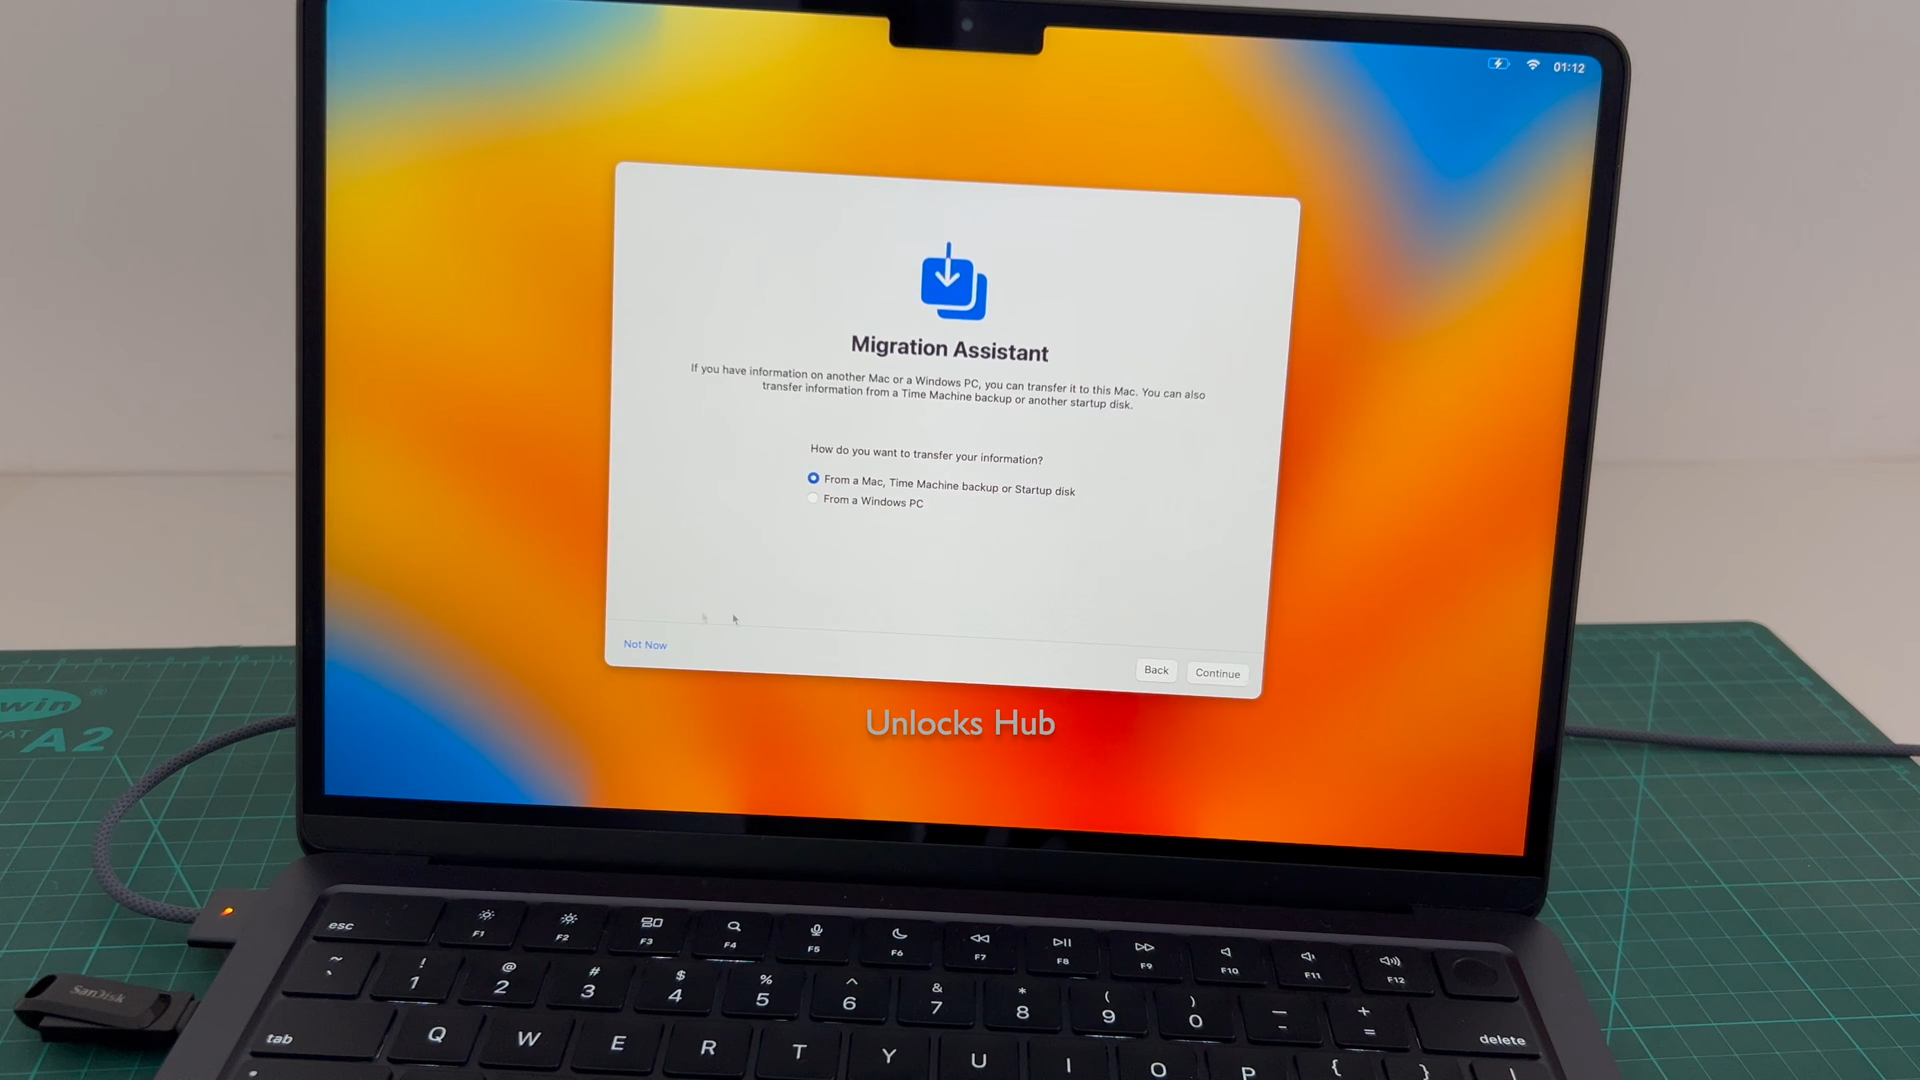 01:12
Migration Assistant
If you have information on another Mac or a Windows PC, you can transfer it to this Mac. You can also
transfer information from a Time Machine backup or another startup disk.
How do you want to transfer your information?
From a Mac, Time Machine backup or Startup disk
From a Windows PC
Not Now
Back
Continue
Unlocks Hub
win ®
A2
SanDisk
esc F1 F2 F3 F4 F5 F6 F7 F8 F9 F10 F11 F12
~ ! @ # $ % ^ & * ( ) — +
` 1 2 3 4 5 6 7 8 9 0 – = delete
tab Q W E R T Y U I O P { }